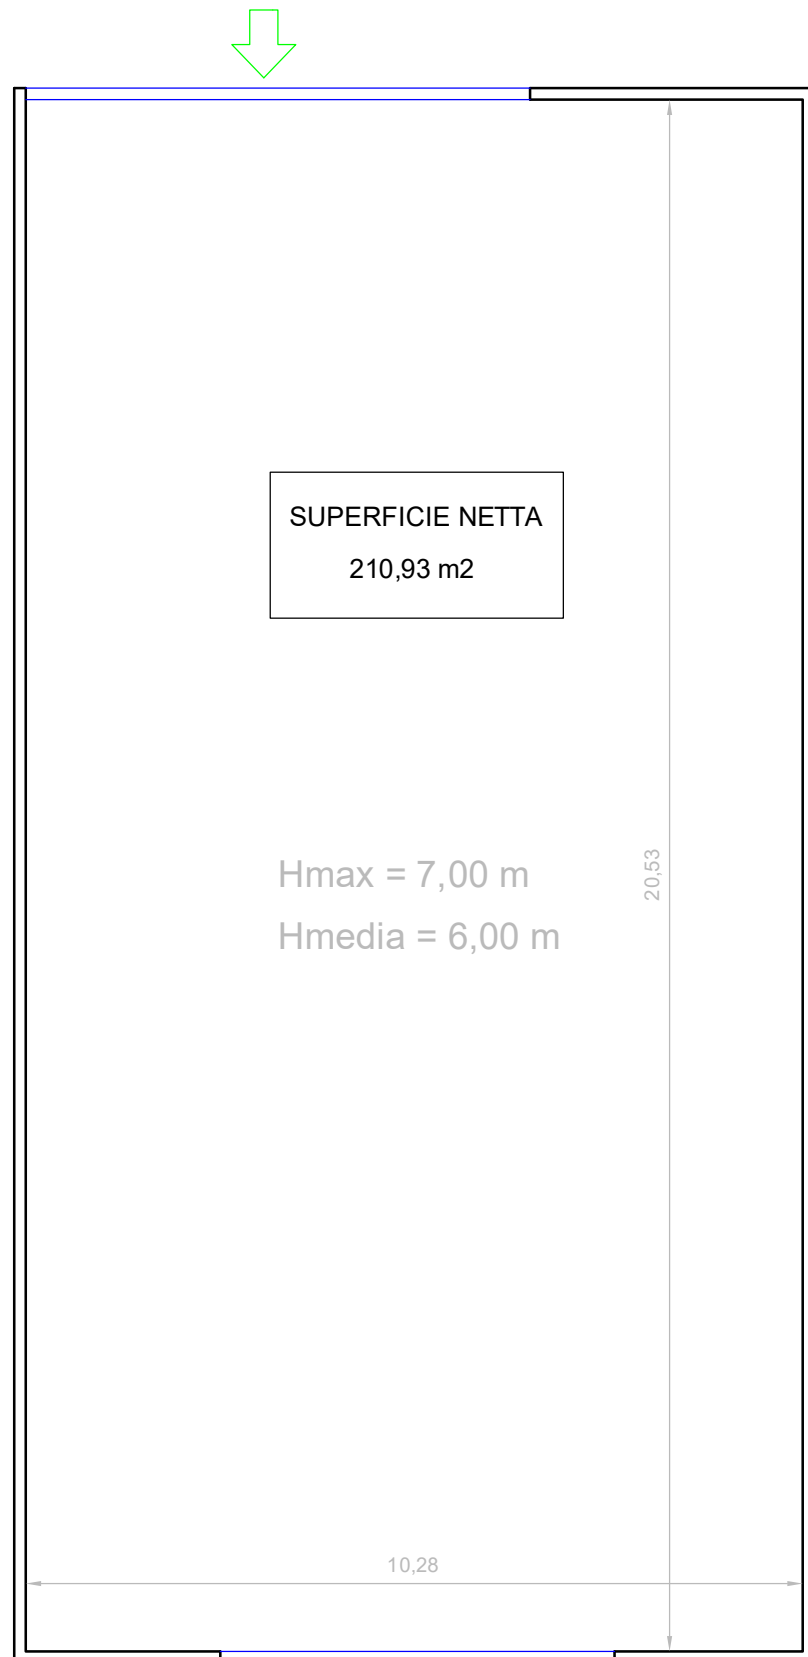 SUPERFICIE NETTA
210,93 m2
Hmax = 7,00 m
Hmedia = 6,00 m
20,53
10,28